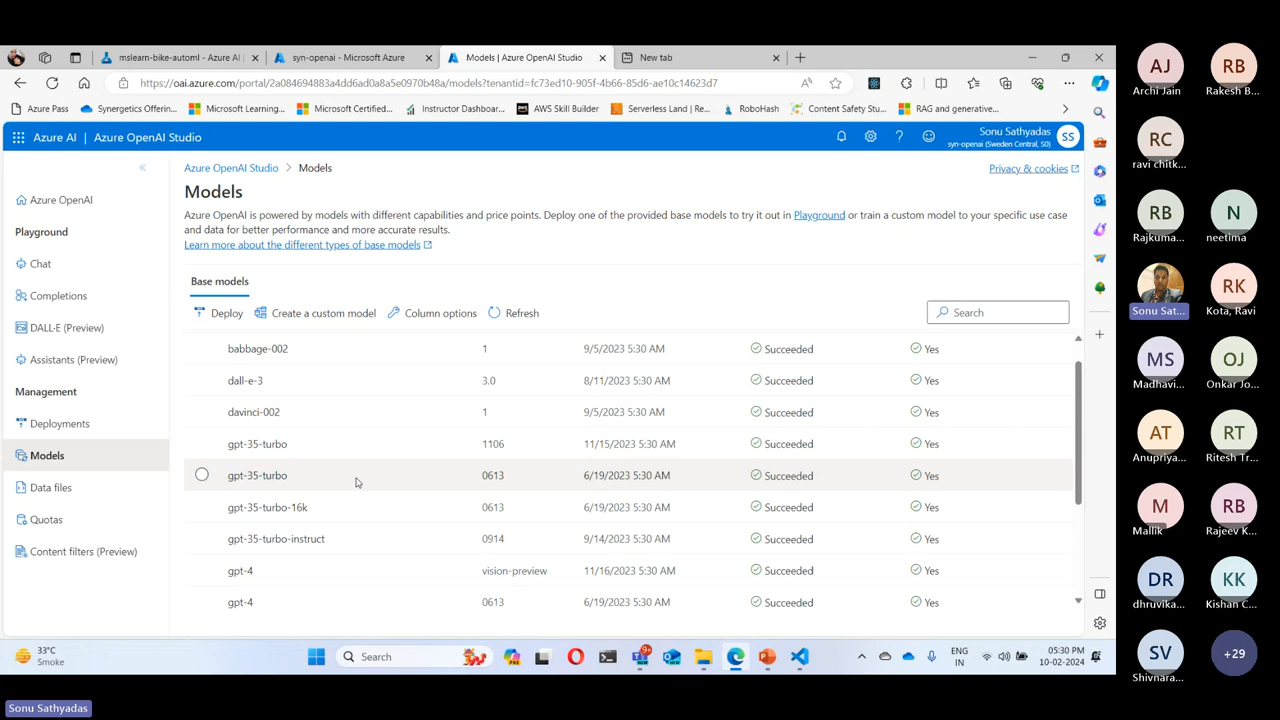 mslearn-bike-automl - Azure AI |
syn-openai - Microsoft Azure
Models | Azure OpenAI Studio
New tab
https://oai.azure.com/portal/2a084694883a4dd6ad0a8a5e0970b48a/models?tenantid=fc73ed10-905f-4b66-85d6-ae10c14623d7
Azure Pass
Synergetics Offerin...
Microsoft Learning...
Microsoft Certified...
Instructor Dashboar...
AWS Skill Builder
Serverless Land | Re...
RoboHash
Content Safety Stu...
RAG and generative...
Azure AI | Azure OpenAI Studio
Sonu Sathyadas
syn-openai (Sweden Central, S0)
SS
Azure OpenAI
Playground
Chat
Completions
DALL·E (Preview)
Assistants (Preview)
Management
Deployments
Models
Data files
Quotas
Content filters (Preview)
Azure OpenAI Studio > Models
Privacy & cookies
Models
Azure OpenAI is powered by models with different capabilities and price points. Deploy one of the provided base models to try it out in Playground or train a custom model to your specific use case
and data for better performance and more accurate results.
Learn more about the different types of base models
Base models
Deploy
Create a custom model
Column options
Refresh
Search
babbage-002 1 9/5/2023 5:30 AM Succeeded Yes
dall-e-3 3.0 8/11/2023 5:30 AM Succeeded Yes
davinci-002 1 9/5/2023 5:30 AM Succeeded Yes
gpt-35-turbo 1106 11/15/2023 5:30 AM Succeeded Yes
gpt-35-turbo 0613 6/19/2023 5:30 AM Succeeded Yes
gpt-35-turbo-16k 0613 6/19/2023 5:30 AM Succeeded Yes
gpt-35-turbo-instruct 0914 9/14/2023 5:30 AM Succeeded Yes
gpt-4 vision-preview 11/16/2023 5:30 AM Succeeded Yes
gpt-4 0613 6/19/2023 5:30 AM Succeeded Yes
33°C
Smoke
Search
9+
ENG
IN
05:30 PM
10-02-2024
Sonu Sathyadas
AJ
Archi Jain
RB
Rakesh B...
RC
ravi chitk...
RB
Rajkuma...
N
neetima
Sonu Sat...
RK
Kota, Ravi
MS
Madhavi...
OJ
Onkar Jo...
AT
Anupriya...
RT
Ritesh Tr...
M
Mallik
RB
Rajeev K...
DR
dhruvika...
KK
Kishan C...
SV
Shivnara...
+29